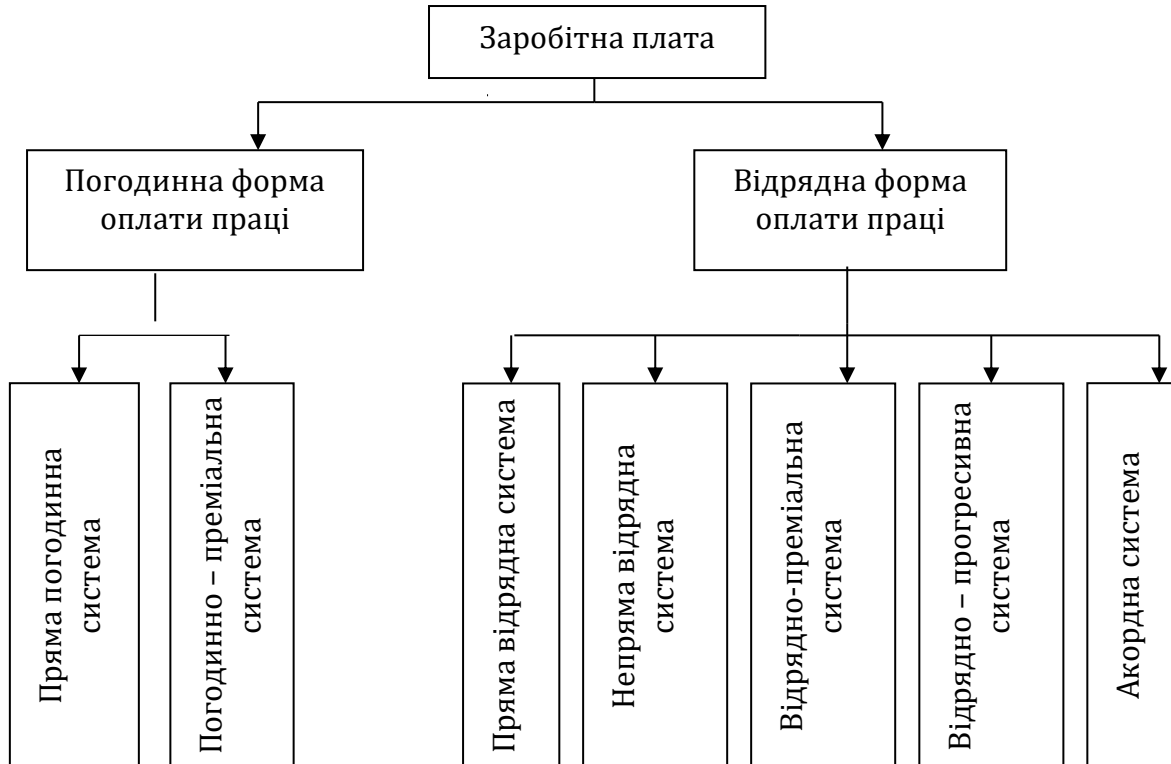 Заробітна плата
Погодинна форма
оплати праці
Відрядна форма
оплати праці
Пряма погодинна
система
Погодинно – преміальна
система
Пряма відрядна система
Непряма відрядна
система
Відрядно-преміальна
система
Відрядно – прогресивна
система
Акордна система